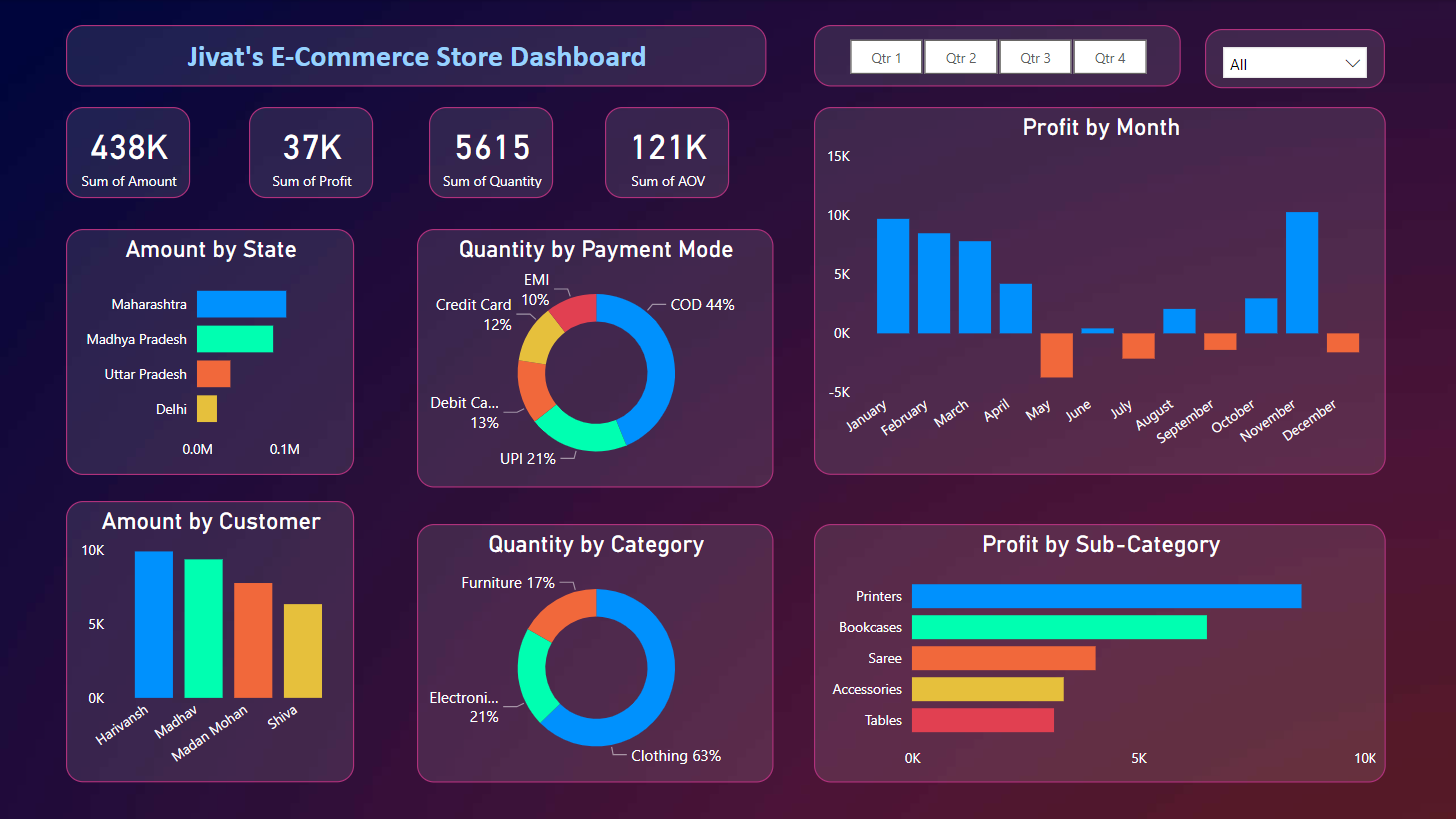 Jivat's E-Commerce Store Dashboard
Qtr 1
Qtr 2
Qtr 3
Qtr 4
All
438K
Sum of Amount
37K
Sum of Profit
5615
Sum of Quantity
121K
Sum of AOV
Profit by Month
15K
10K
5K
0K
-5K
January
February
March
April
May
June
July
August
September
October
November
December
Amount by State
Maharashtra
Madhya Pradesh
Uttar Pradesh
Delhi
0.0M
0.1M
Quantity by Payment Mode
EMI
10%
Credit Card
12%
COD 44%
Debit Ca...
13%
UPI 21%
Amount by Customer
10K
5K
0K
Harivansh
Madhav
Madan Mohan
Shiva
Quantity by Category
Furniture 17%
Electroni...
21%
Clothing 63%
Profit by Sub-Category
Printers
Bookcases
Saree
Accessories
Tables
0K
5K
10K